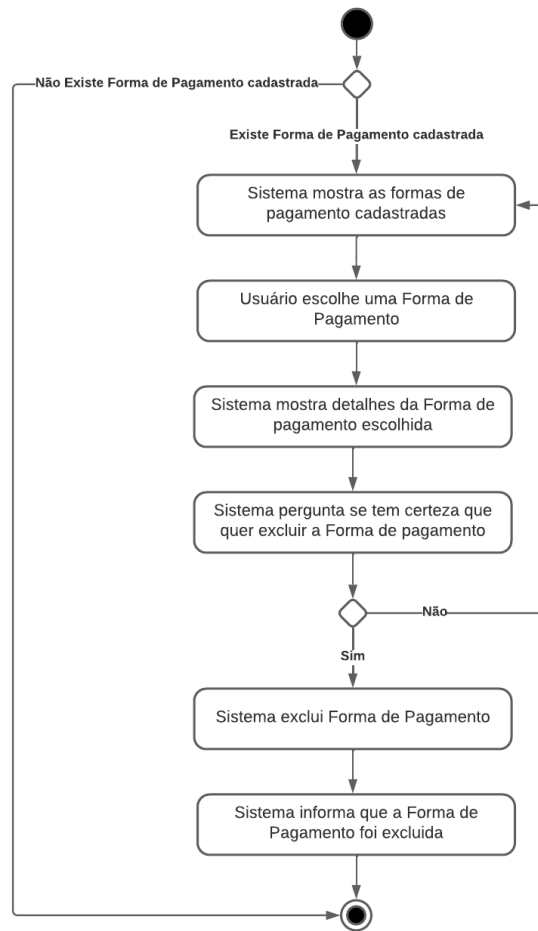 Não Existe Forma de Pagamento cadastrada
Existe Forma de Pagamento cadastrada
Sistema mostra as formas de
pagamento cadastradas
Usuário escolhe uma Forma de
Pagamento
Sistema mostra detalhes da Forma de
pagamento escolhida
Sistema pergunta se tem certeza que
quer excluir a Forma de pagamento
Não
Sim
Sistema exclui Forma de Pagamento
Sistema informa que a Forma de
Pagamento foi excluida